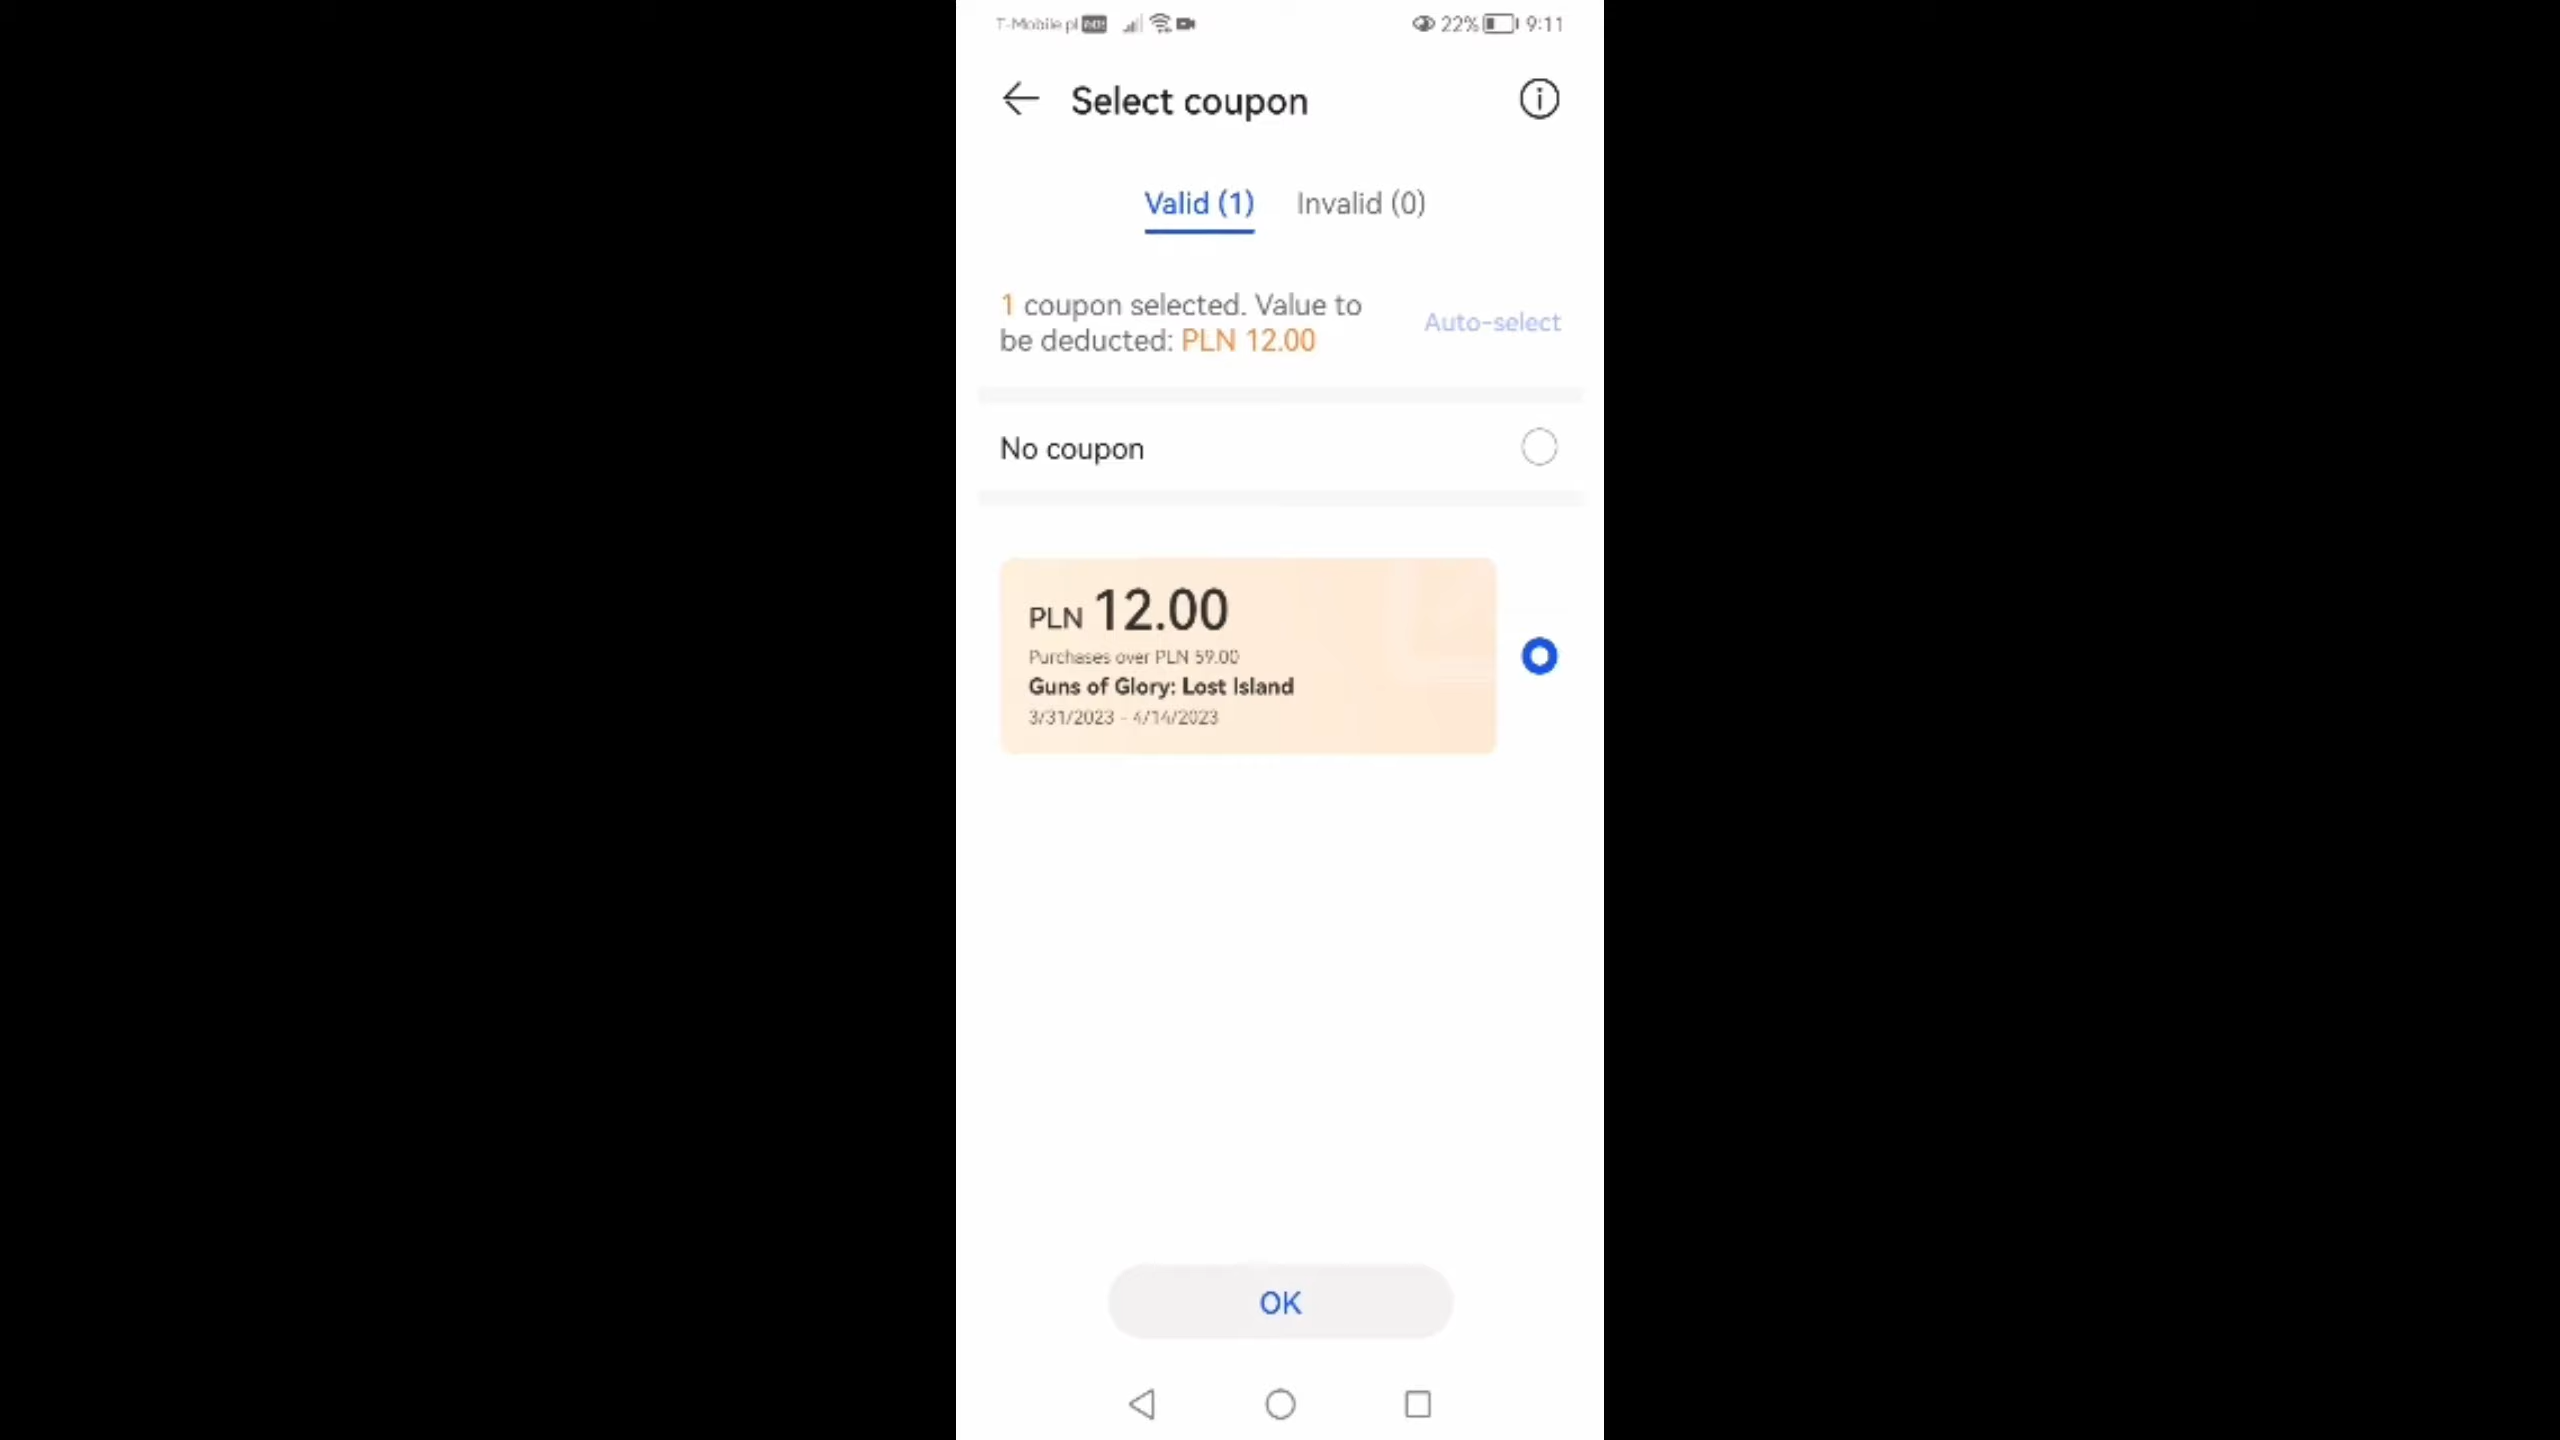 T-Mobile.pl
22% 9:11
Select coupon
Valid (1) Invalid (0)
1 coupon selected. Value to
be deducted: PLN 12.00
Auto-select
No coupon
PLN 12.00
Purchases over PLN 59.00
Guns of Glory: Lost Island
3/31/2023 - 4/14/2023
OK